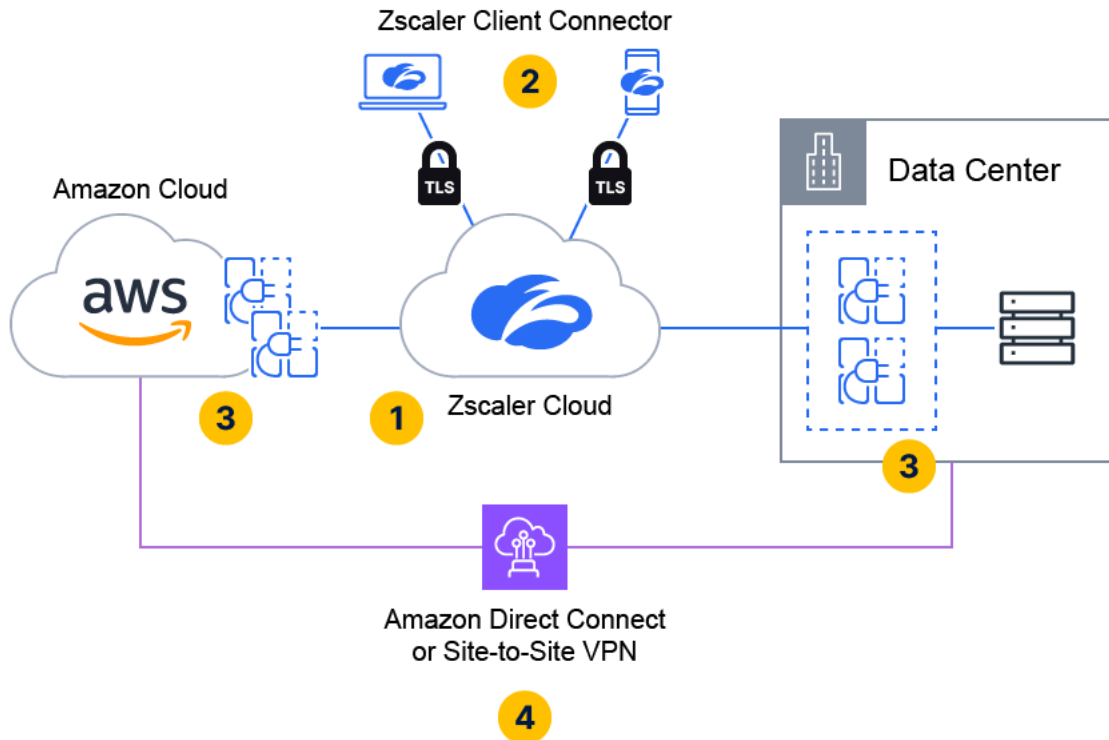 Zscaler Client Connector
2
TLS
TLS
Data Center
Amazon Cloud
aws
3
1
Zscaler Cloud
3
Amazon Direct Connect
or Site-to-Site VPN
4